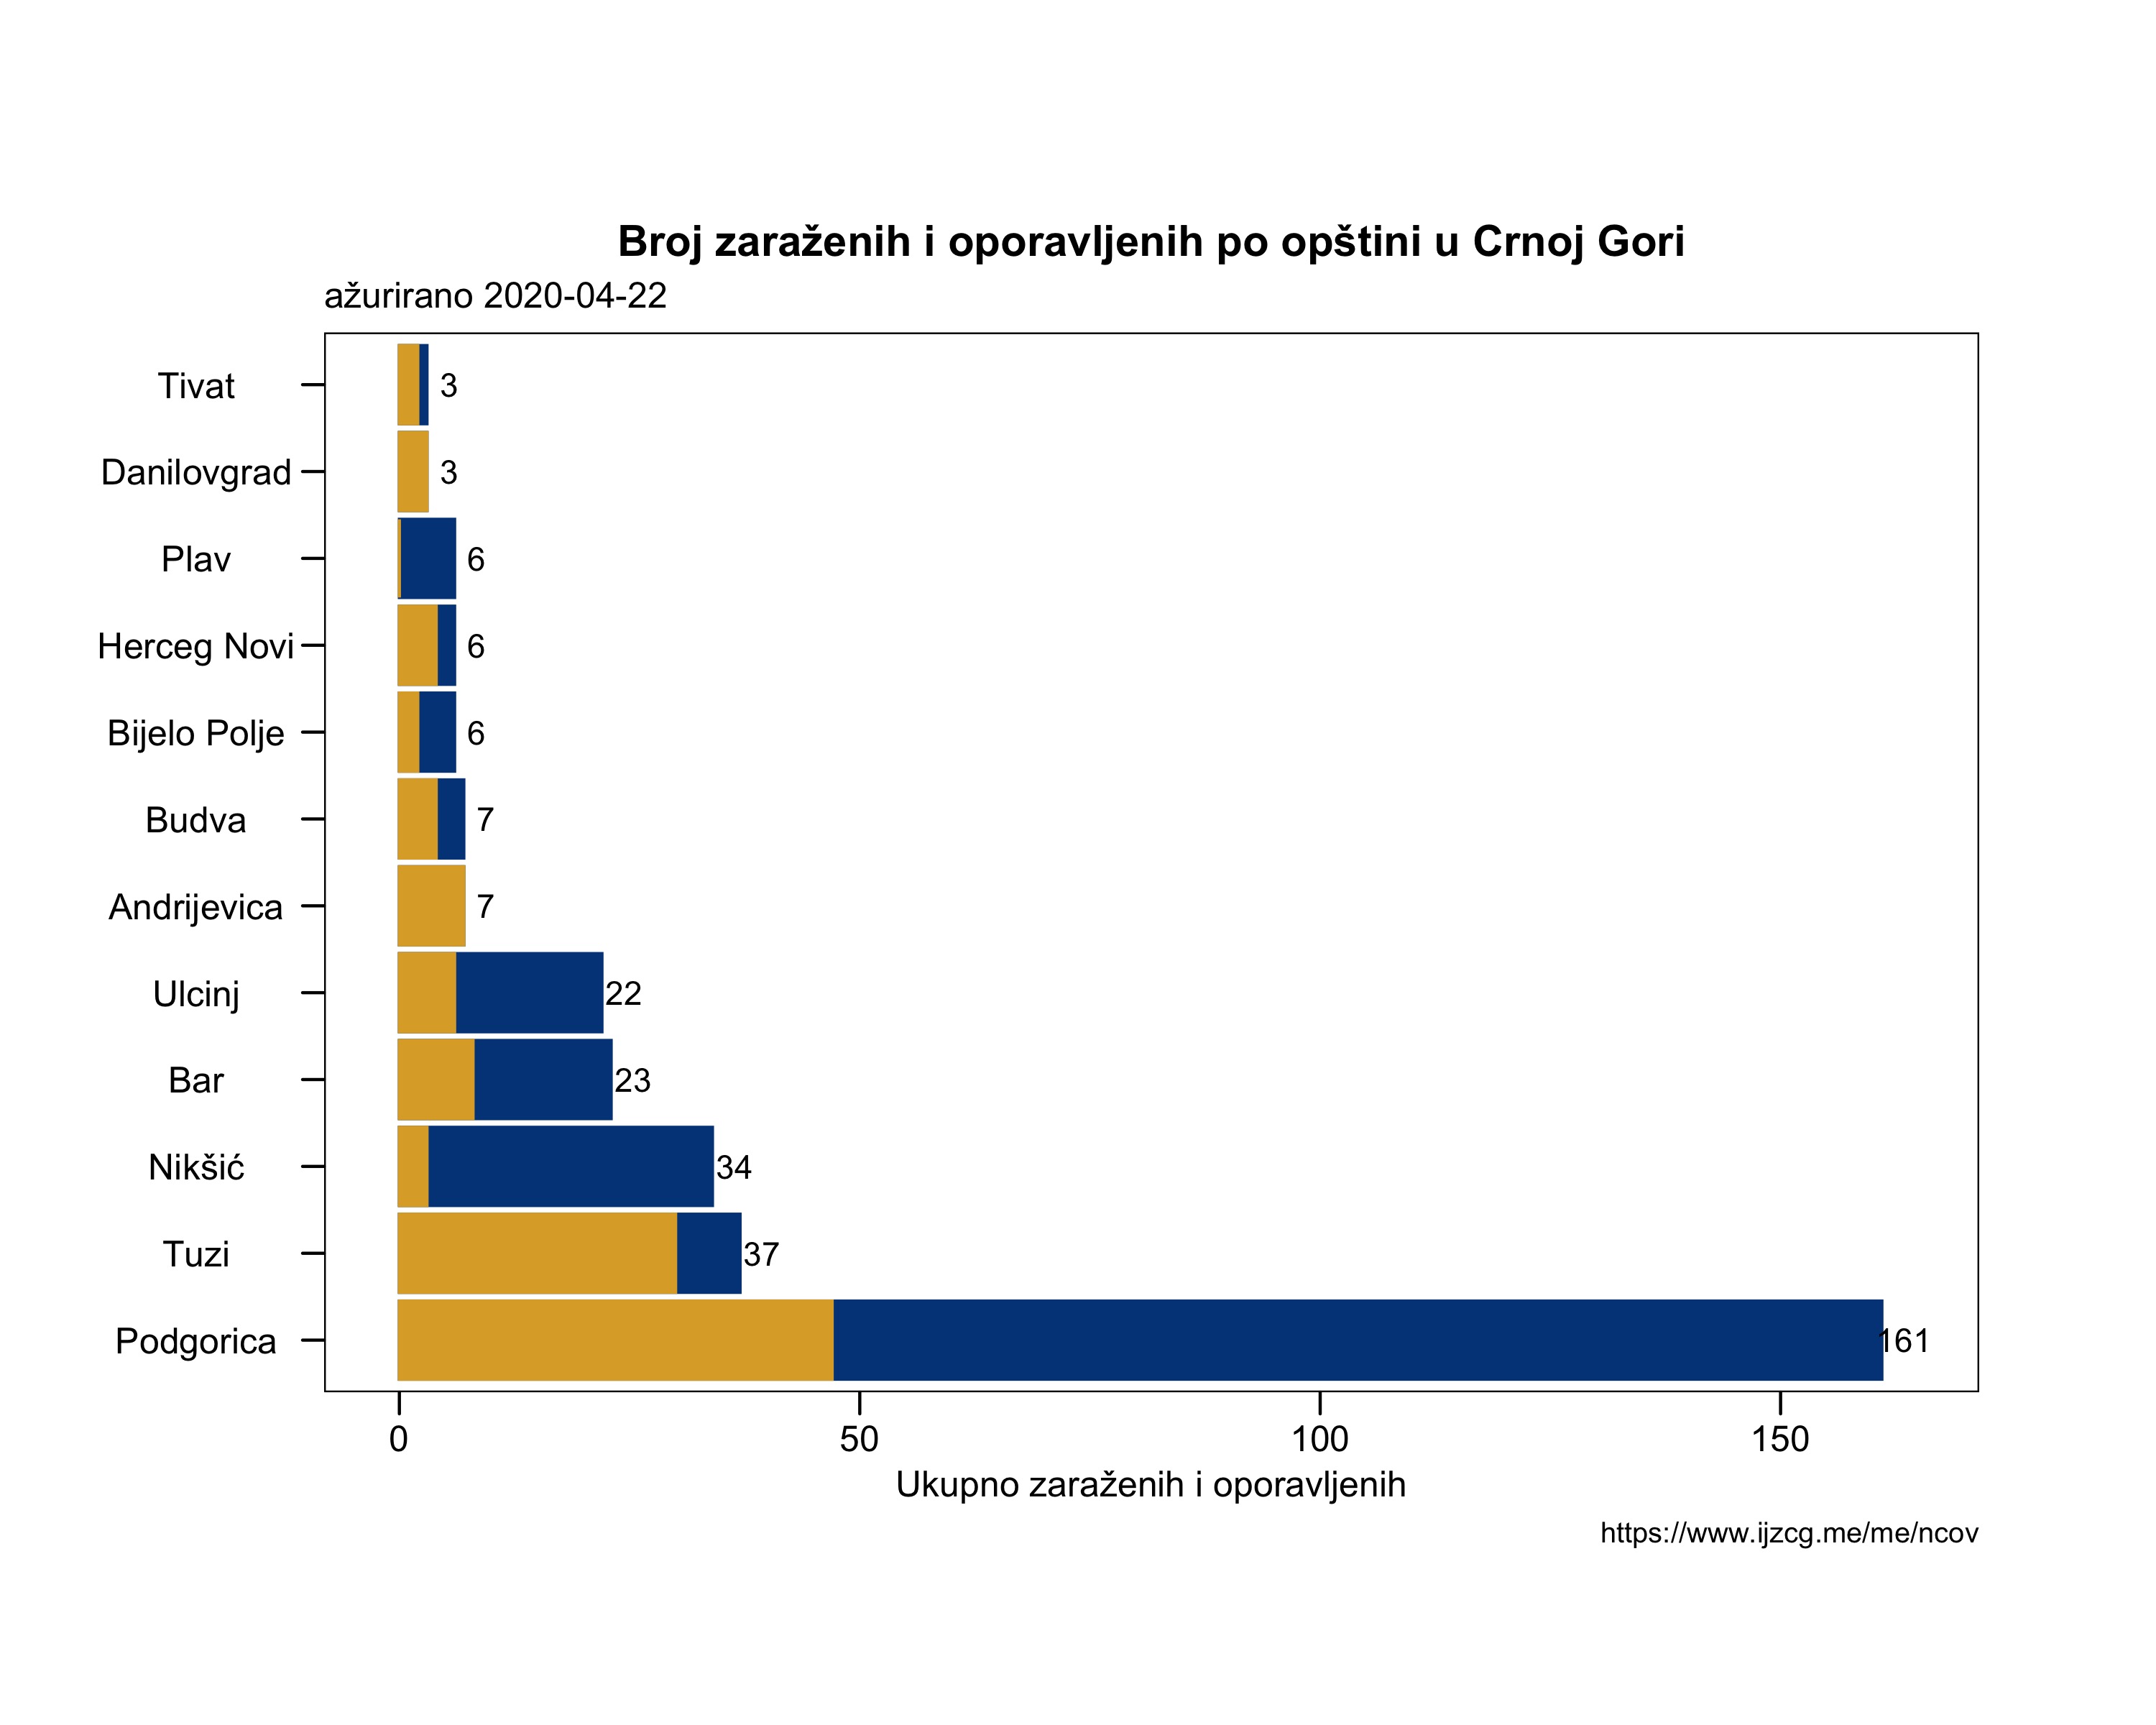 Broj zaraženih i oporavljenih po opštini u Crnoj Gori
ažurirano 2020-04-22
Tivat 3
Danilovgrad 3
Plav 6
Herceg Novi 6
Bijelo Polje 6
Budva 7
Andrijevica 7
Ulcinj 22
Bar 23
Nikšić 34
Tuzi 37
Podgorica 161
0 50 100 150
Ukupno zaraženih i oporavljenih
https://www.ijzcg.me/me/ncov